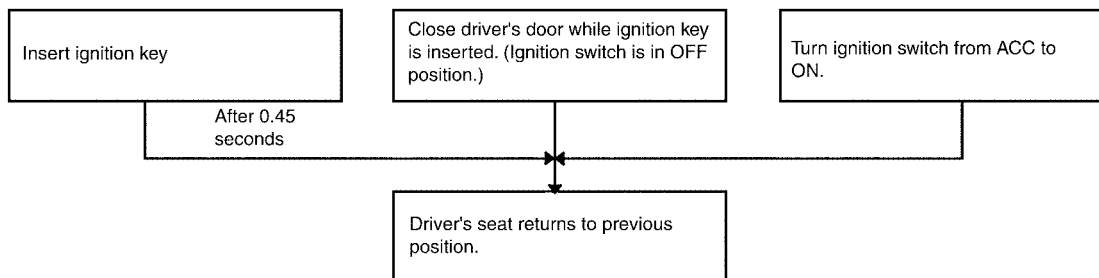 Insert ignition key
Close driver's door while ignition key
is inserted. (Ignition switch is in OFF
position.)
Turn ignition switch from ACC to
ON.
After 0.45
seconds
Driver's seat returns to previous
position.